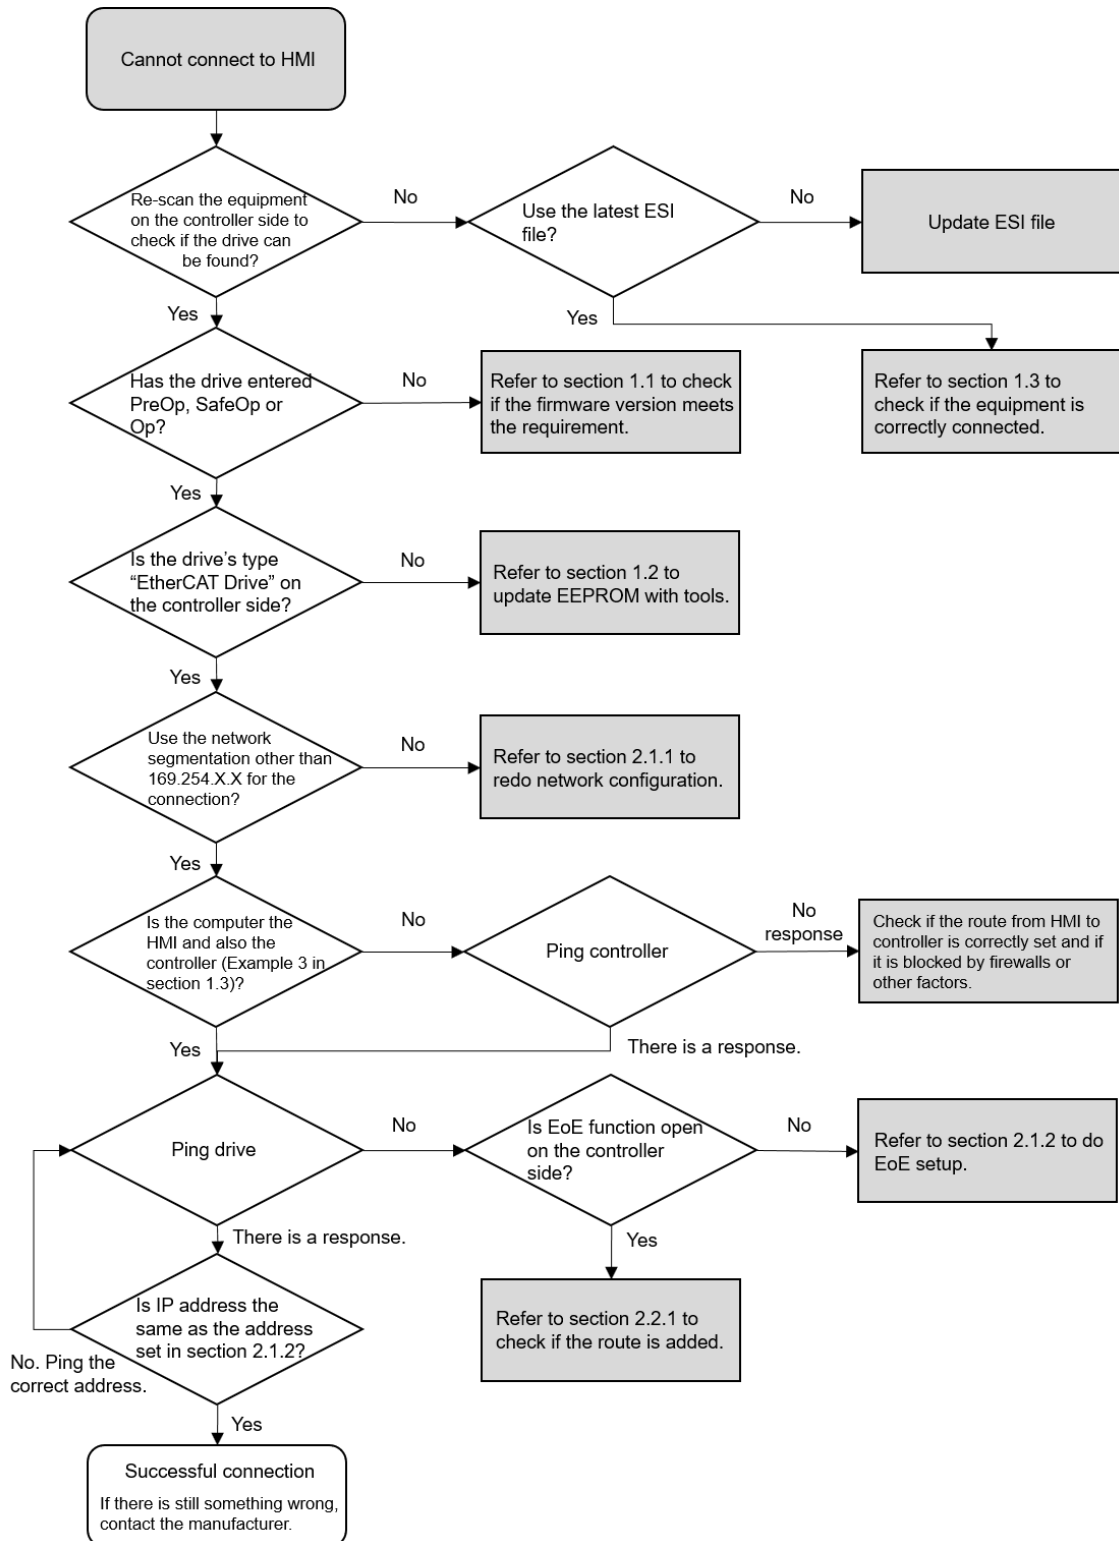 Cannot connect to HMI
Re-scan the equipment
on the controller side to
check if the drive can
be found?
No
Use the latest ESI
file?
No
Update ESI file
Yes
Yes
Has the drive entered
PreOp, SafeOp or
Op?
No
Refer to section 1.1 to check
if the firmware version meets
the requirement.
Refer to section 1.3 to
check if the equipment is
correctly connected.
Yes
Is the drive's type
“EtherCAT Drive” on
the controller side?
No
Refer to section 1.2 to
update EEPROM with tools.
Yes
Use the network
segmentation other than
169.254.X.X for the
connection?
No
Refer to section 2.1.1 to
redo network configuration.
Yes
Is the computer the
HMI and also the
controller (Example 3 in
section 1.3)?
No
Ping controller
No
response
Check if the route from HMI to
controller is correctly set and if
it is blocked by firewalls or
other factors.
Yes
There is a response.
Ping drive
No
Is EoE function open
on the controller
side?
No
Refer to section 2.1.2 to do
EoE setup.
There is a response.
Yes
Is IP address the
same as the address
set in section 2.1.2?
Refer to section 2.2.1 to
check if the route is added.
No. Ping the
correct address.
Yes
Successful connection
If there is still something wrong,
contact the manufacturer.